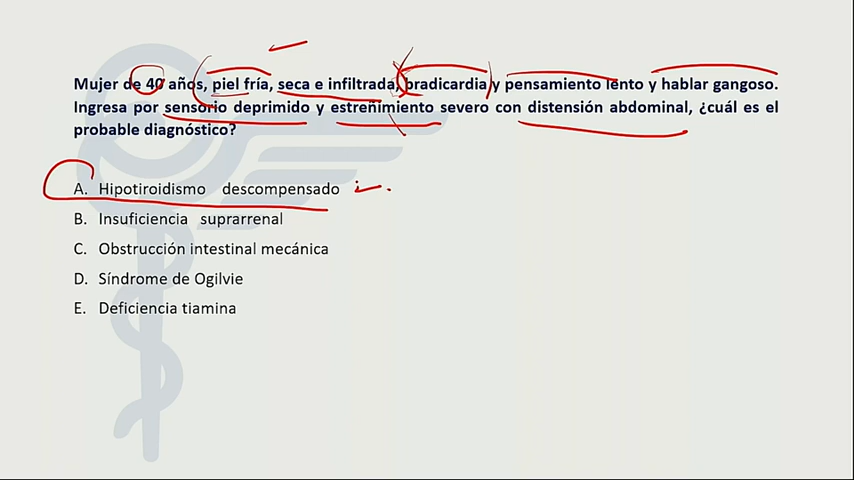 Mujer de 40 años, piel fría, seca e infiltrada, bradicardia y pensamiento lento y hablar gangoso.
Ingresa por sensorio deprimido y estreñimiento severo con distensión abdominal, ¿cuál es el
probable diagnóstico?
A. Hipotiroidismo descompensado
B. Insuficiencia suprarrenal
C. Obstrucción intestinal mecánica
D. Síndrome de Ogilvie
E. Deficiencia tiamina